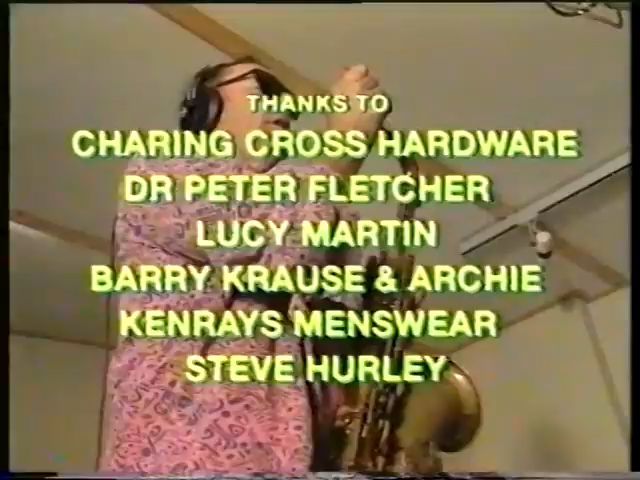 THANKS TO
CHARING CROSS HARDWARE
DR PETER FLETCHER
LUCY MARTIN
BARRY KRAUSE & ARCHIE
KENRAYS MENSWEAR
STEVE HURLEY